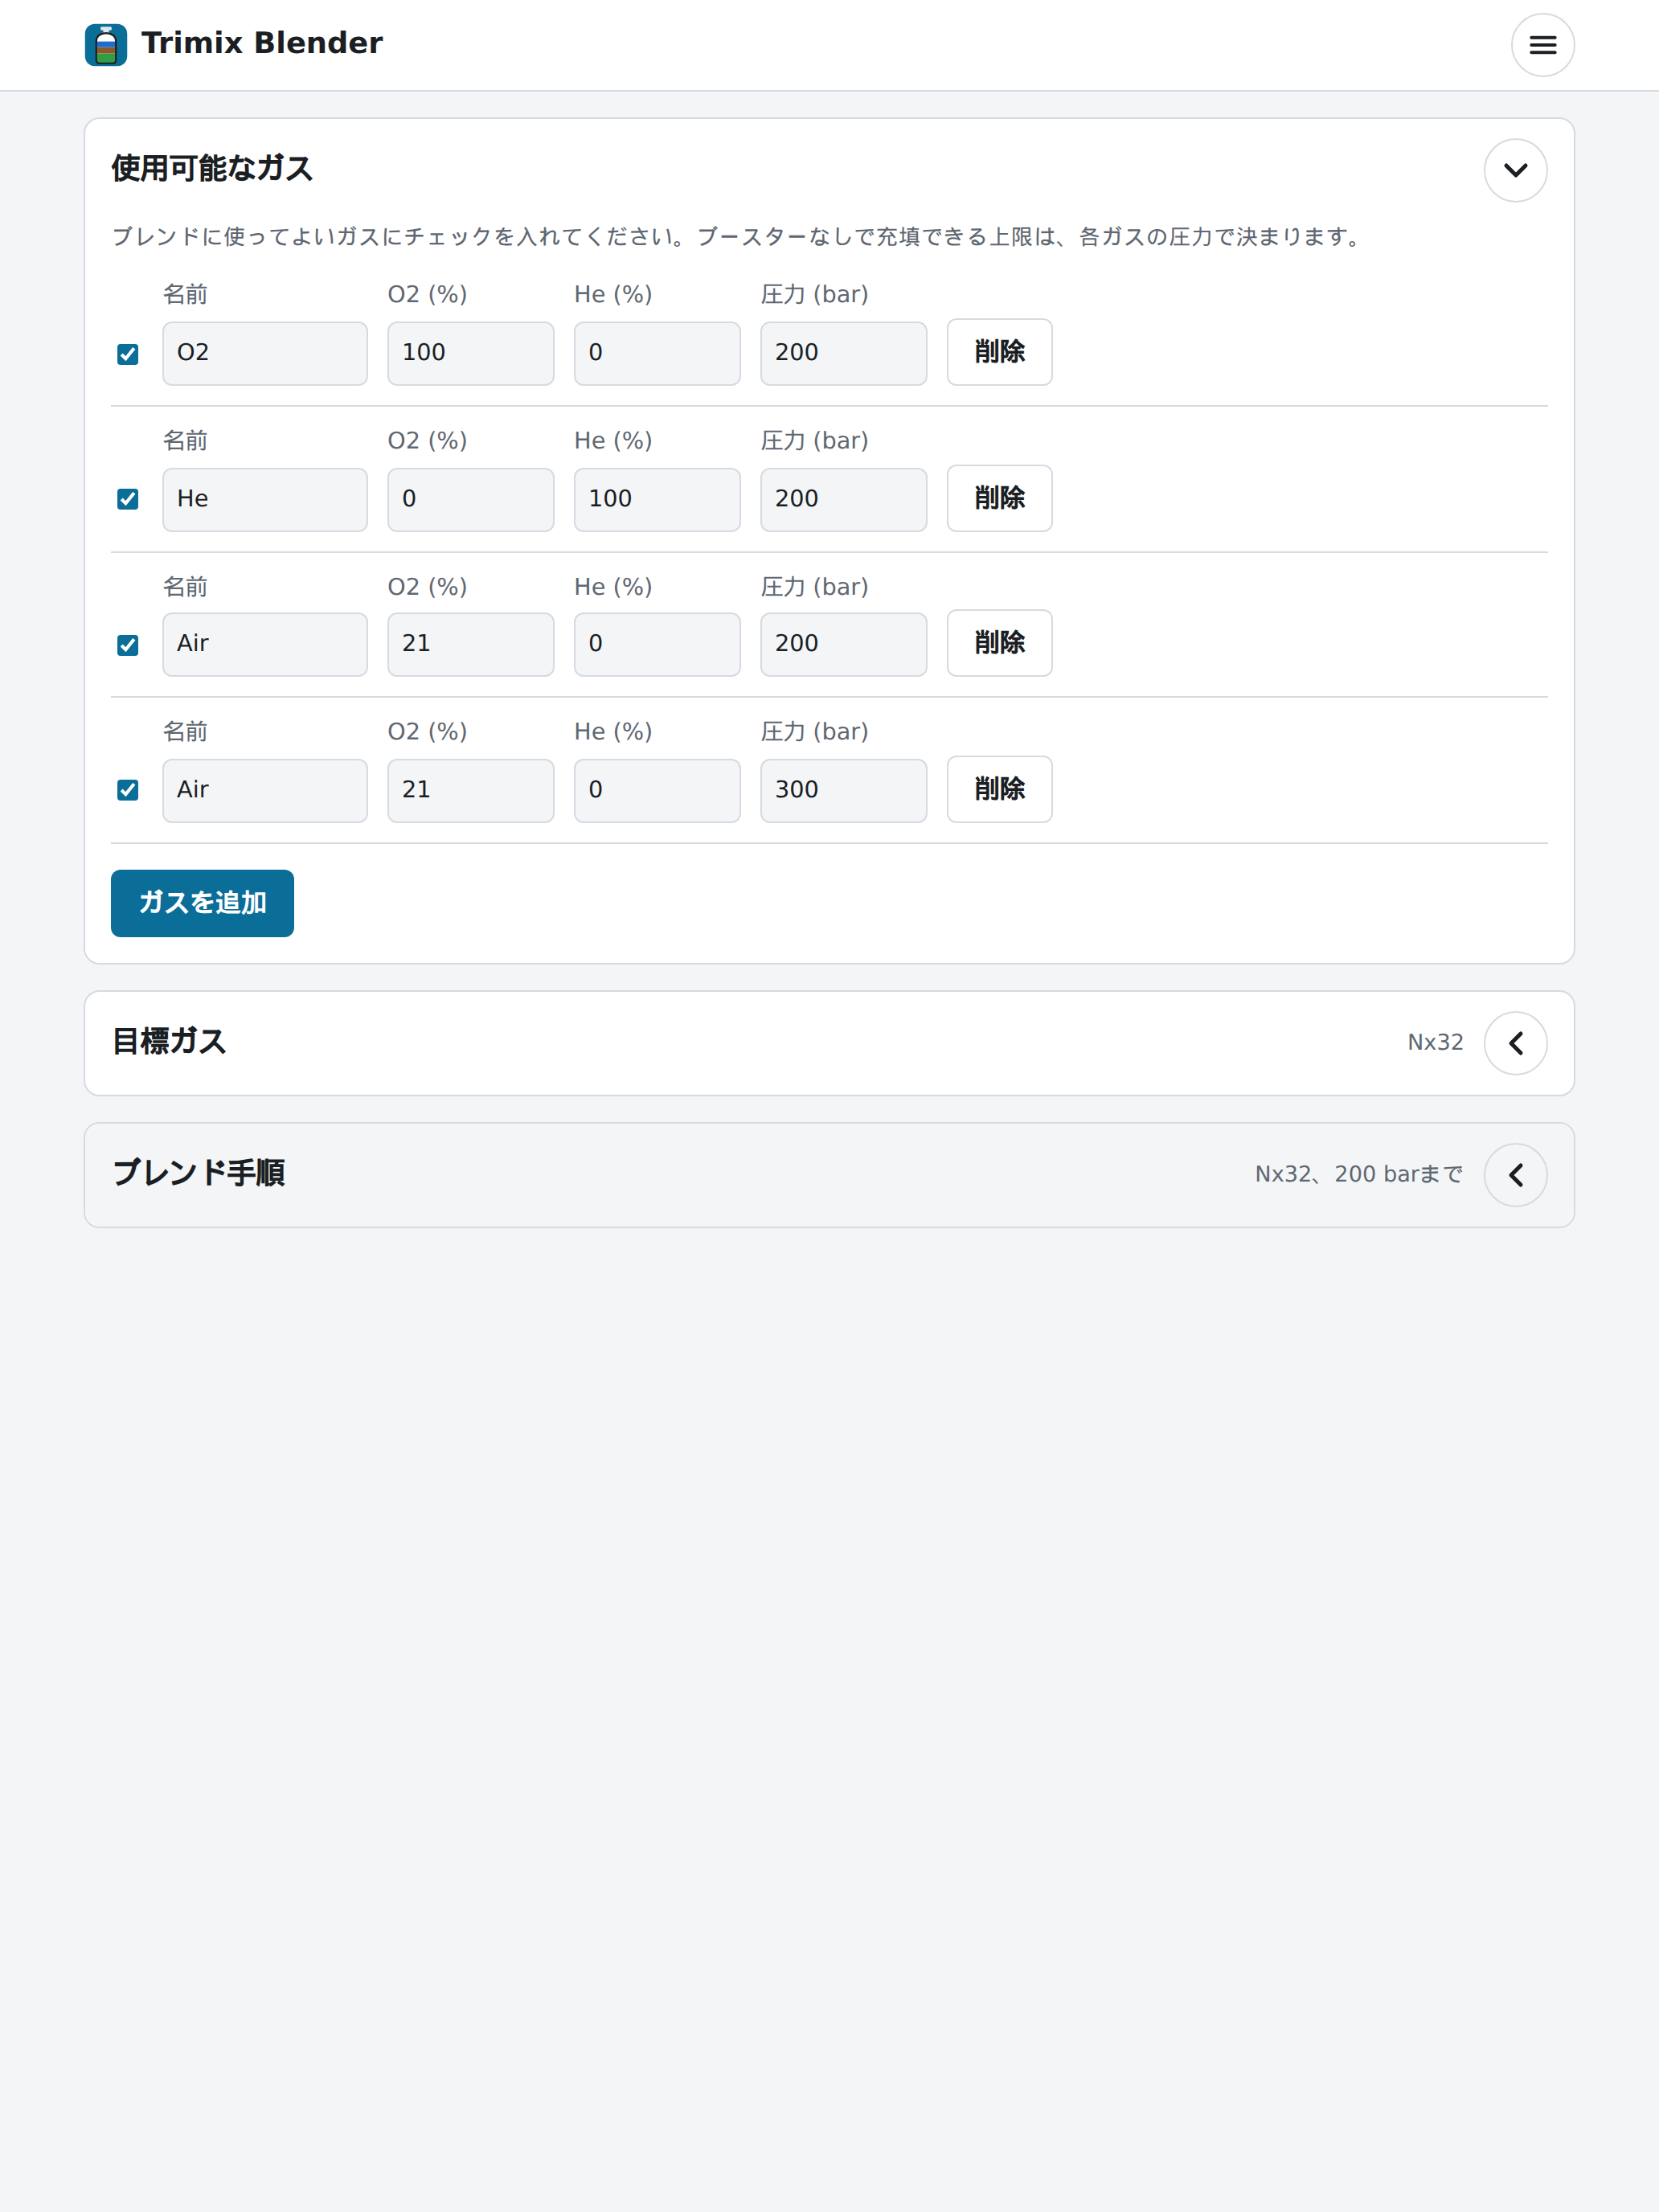 Trimix Blender
使用可能なガス
ブレンドに使ってよいガスにチェックを入れてください。ブースターなしで充填できる上限は、各ガスの圧力で決まります。
名前 O2 (%) He (%) 圧力 (bar)
O2 100 0 200 削除
名前 O2 (%) He (%) 圧力 (bar)
He 0 100 200 削除
名前 O2 (%) He (%) 圧力 (bar)
Air 21 0 200 削除
名前 O2 (%) He (%) 圧力 (bar)
Air 21 0 300 削除
ガスを追加
目標ガス Nx32
ブレンド手順 Nx32、200 barまで